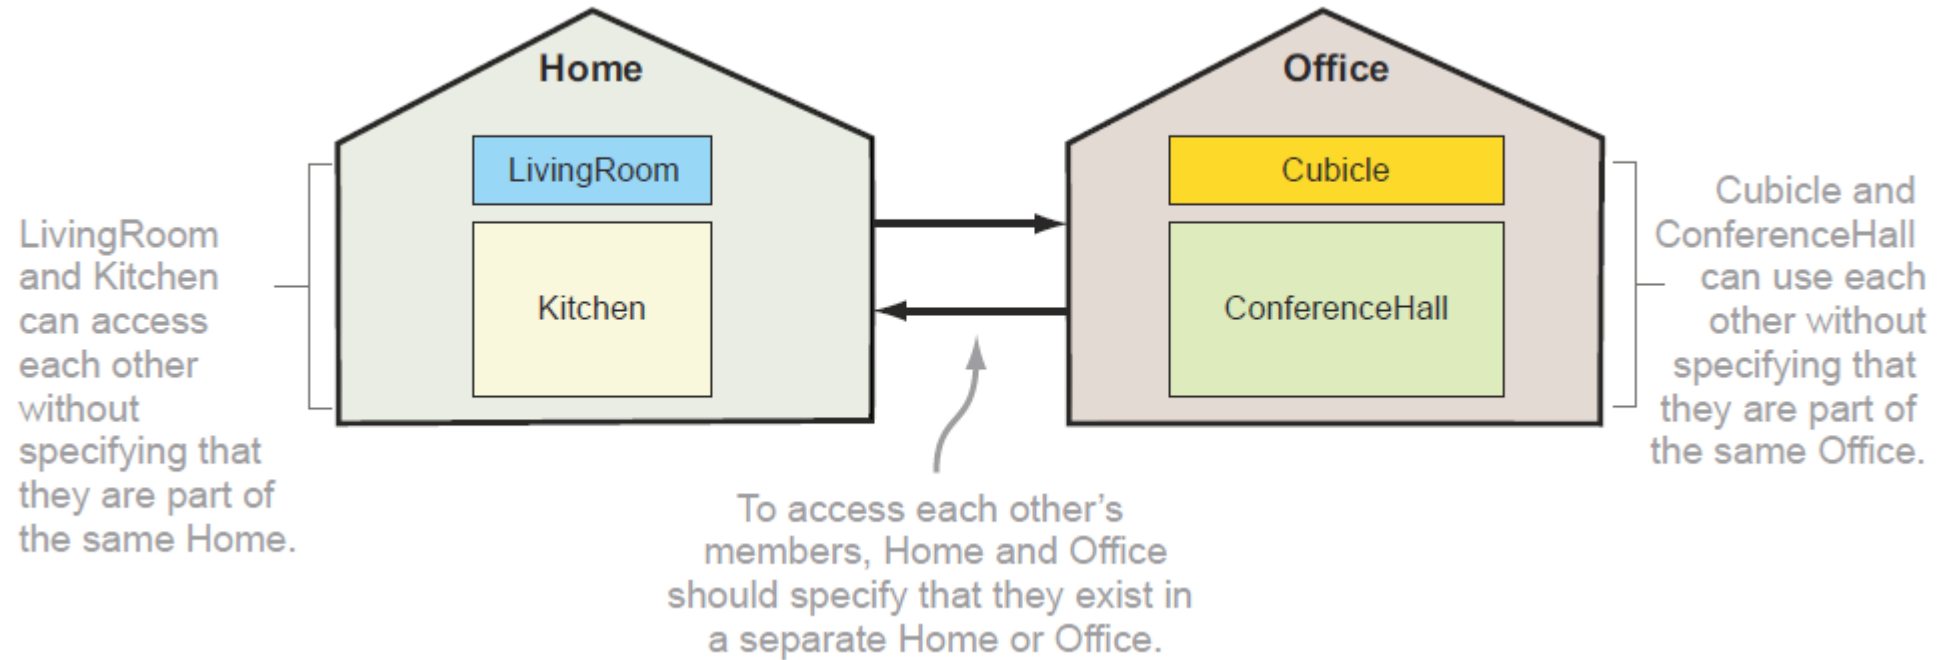 Home
LivingRoom
Kitchen
Office
Cubicle
ConferenceHall
LivingRoom
and Kitchen
can access
each other
without
specifying that
they are part of
the same Home.
Cubicle and
ConferenceHall
can use each
other without
specifying that
they are part of
the same Office.
To access each other’s
members, Home and Office
should specify that they exist in
a separate Home or Office.